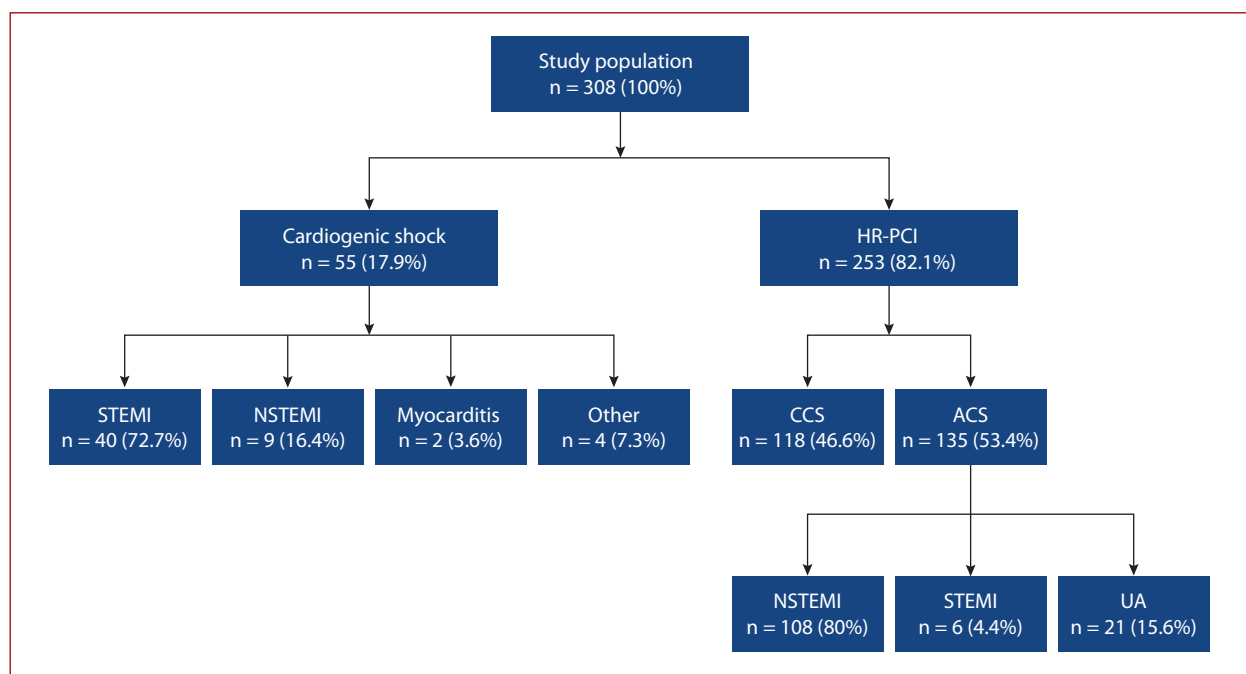 Study population
n = 308 (100%)
Cardiogenic shock
n = 55 (17.9%)
HR-PCI
n = 253 (82.1%)
STEMI
n = 40 (72.7%)
NSTEMI
n = 9 (16.4%)
Myocarditis
n = 2 (3.6%)
Other
n = 4 (7.3%)
CCS
n = 118 (46.6%)
ACS
n = 135 (53.4%)
NSTEMI
n = 108 (80%)
STEMI
n = 6 (4.4%)
UA
n = 21 (15.6%)